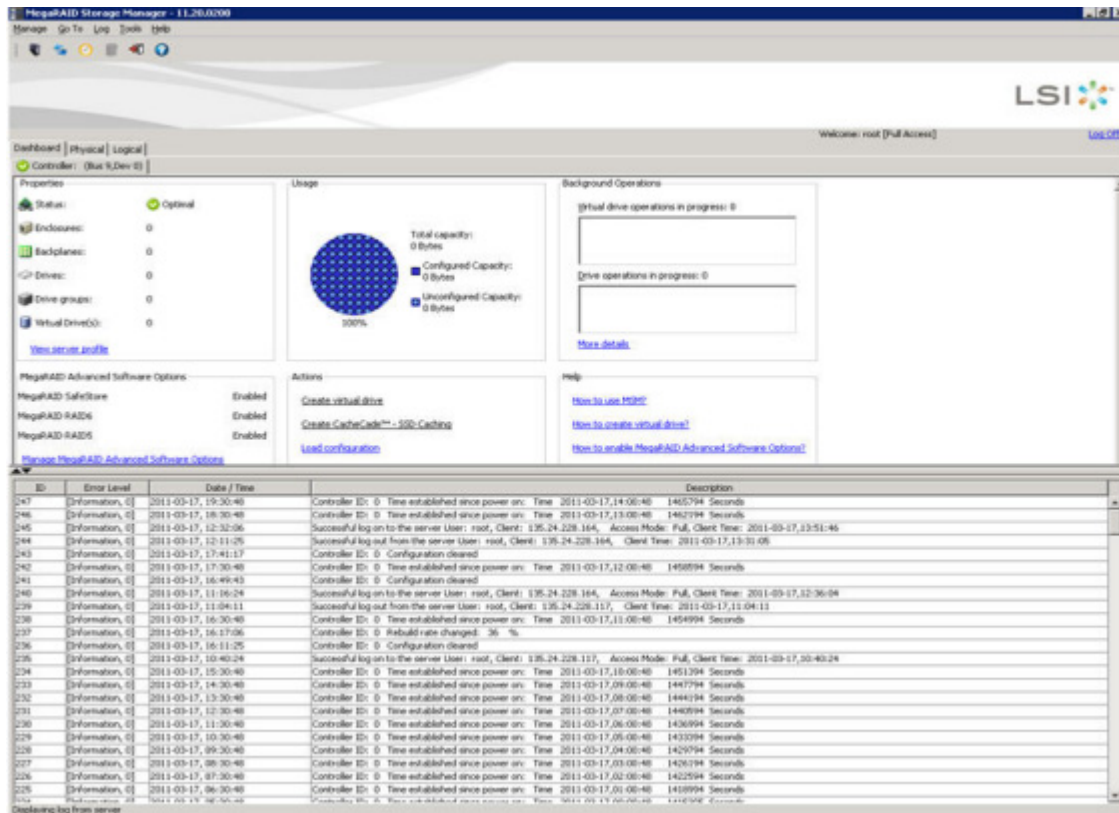 MegaRAID Storage Manager - 11.20.0200
Manage Go To Log Tools Help
LSI
Welcome: root [Full Access] Log Off
Dashboard Physical Logical
Controller: (Bus 9,Dev 0)
Properties
Status: Optimal
Enclosures: 0
Backplanes: 0
Drives: 0
Drive groups: 0
Virtual Drive(s): 0
View server profile
Usage
Total capacity:
0 Bytes
Configured Capacity:
0 Bytes
Unconfigured Capacity:
0 Bytes
100%
Background Operations
Virtual drive operations in progress: 0
Drive operations in progress: 0
More details
MegaRAID Advanced Software Options
MegaRAID SafeStore Enabled
MegaRAID RAID6 Enabled
MegaRAID RAID5 Enabled
Manage MegaRAID Advanced Software Options
Actions
Create virtual drive
Create CacheCade™ - SSD Caching
Load configuration
Help
How to use MSM?
How to create virtual drive?
How to enable MegaRAID Advanced Software Options?
ID Error Level Date / Time Description
247 [Information, 0] 2011-03-17, 19:30:48 Controller ID: 0 Time established since power on: Time 2011-03-17,14:00:48 1465794 Seconds
246 [Information, 0] 2011-03-17, 18:30:48 Controller ID: 0 Time established since power on: Time 2011-03-17,13:00:48 1462194 Seconds
245 [Information, 0] 2011-03-17, 12:32:06 Successful log on to the server User: root, Client: 135.24.228.164, Access Mode: Full, Client Time: 2011-03-17,13:51:46
244 [Information, 0] 2011-03-17, 12:11:25 Successful log out from the server User: root, Client: 135.24.228.164, Client Time: 2011-03-17,13:31:05
243 [Information, 0] 2011-03-17, 17:41:17 Controller ID: 0 Configuration cleared
242 [Information, 0] 2011-03-17, 17:30:48 Controller ID: 0 Time established since power on: Time 2011-03-17,12:00:48 1458594 Seconds
241 [Information, 0] 2011-03-17, 16:49:43 Controller ID: 0 Configuration cleared
240 [Information, 0] 2011-03-17, 11:16:24 Successful log on to the server User: root, Client: 135.24.228.164, Access Mode: Full, Client Time: 2011-03-17,12:36:04
239 [Information, 0] 2011-03-17, 11:04:11 Successful log out from the server User: root, Client: 135.24.228.117, Client Time: 2011-03-17,11:04:11
238 [Information, 0] 2011-03-17, 16:30:48 Controller ID: 0 Time established since power on: Time 2011-03-17,11:00:48 1454994 Seconds
237 [Information, 0] 2011-03-17, 16:17:06 Controller ID: 0 Rebuild rate changed: 36 %
236 [Information, 0] 2011-03-17, 16:11:25 Controller ID: 0 Configuration cleared
235 [Information, 0] 2011-03-17, 10:40:24 Successful log on to the server User: root, Client: 135.24.228.117, Access Mode: Full, Client Time: 2011-03-17,10:40:24
234 [Information, 0] 2011-03-17, 15:30:48 Controller ID: 0 Time established since power on: Time 2011-03-17,10:00:48 1451394 Seconds
233 [Information, 0] 2011-03-17, 14:30:48 Controller ID: 0 Time established since power on: Time 2011-03-17,09:00:48 1447794 Seconds
232 [Information, 0] 2011-03-17, 13:30:48 Controller ID: 0 Time established since power on: Time 2011-03-17,08:00:48 1444194 Seconds
231 [Information, 0] 2011-03-17, 12:30:48 Controller ID: 0 Time established since power on: Time 2011-03-17,07:00:48 1440594 Seconds
230 [Information, 0] 2011-03-17, 11:30:48 Controller ID: 0 Time established since power on: Time 2011-03-17,06:00:48 1436994 Seconds
229 [Information, 0] 2011-03-17, 10:30:48 Controller ID: 0 Time established since power on: Time 2011-03-17,05:00:48 1433394 Seconds
228 [Information, 0] 2011-03-17, 09:30:48 Controller ID: 0 Time established since power on: Time 2011-03-17,04:00:48 1429794 Seconds
227 [Information, 0] 2011-03-17, 08:30:48 Controller ID: 0 Time established since power on: Time 2011-03-17,03:00:48 1426194 Seconds
226 [Information, 0] 2011-03-17, 07:30:48 Controller ID: 0 Time established since power on: Time 2011-03-17,02:00:48 1422594 Seconds
225 [Information, 0] 2011-03-17, 06:30:48 Controller ID: 0 Time established since power on: Time 2011-03-17,01:00:48 1418994 Seconds
Displaying log from server